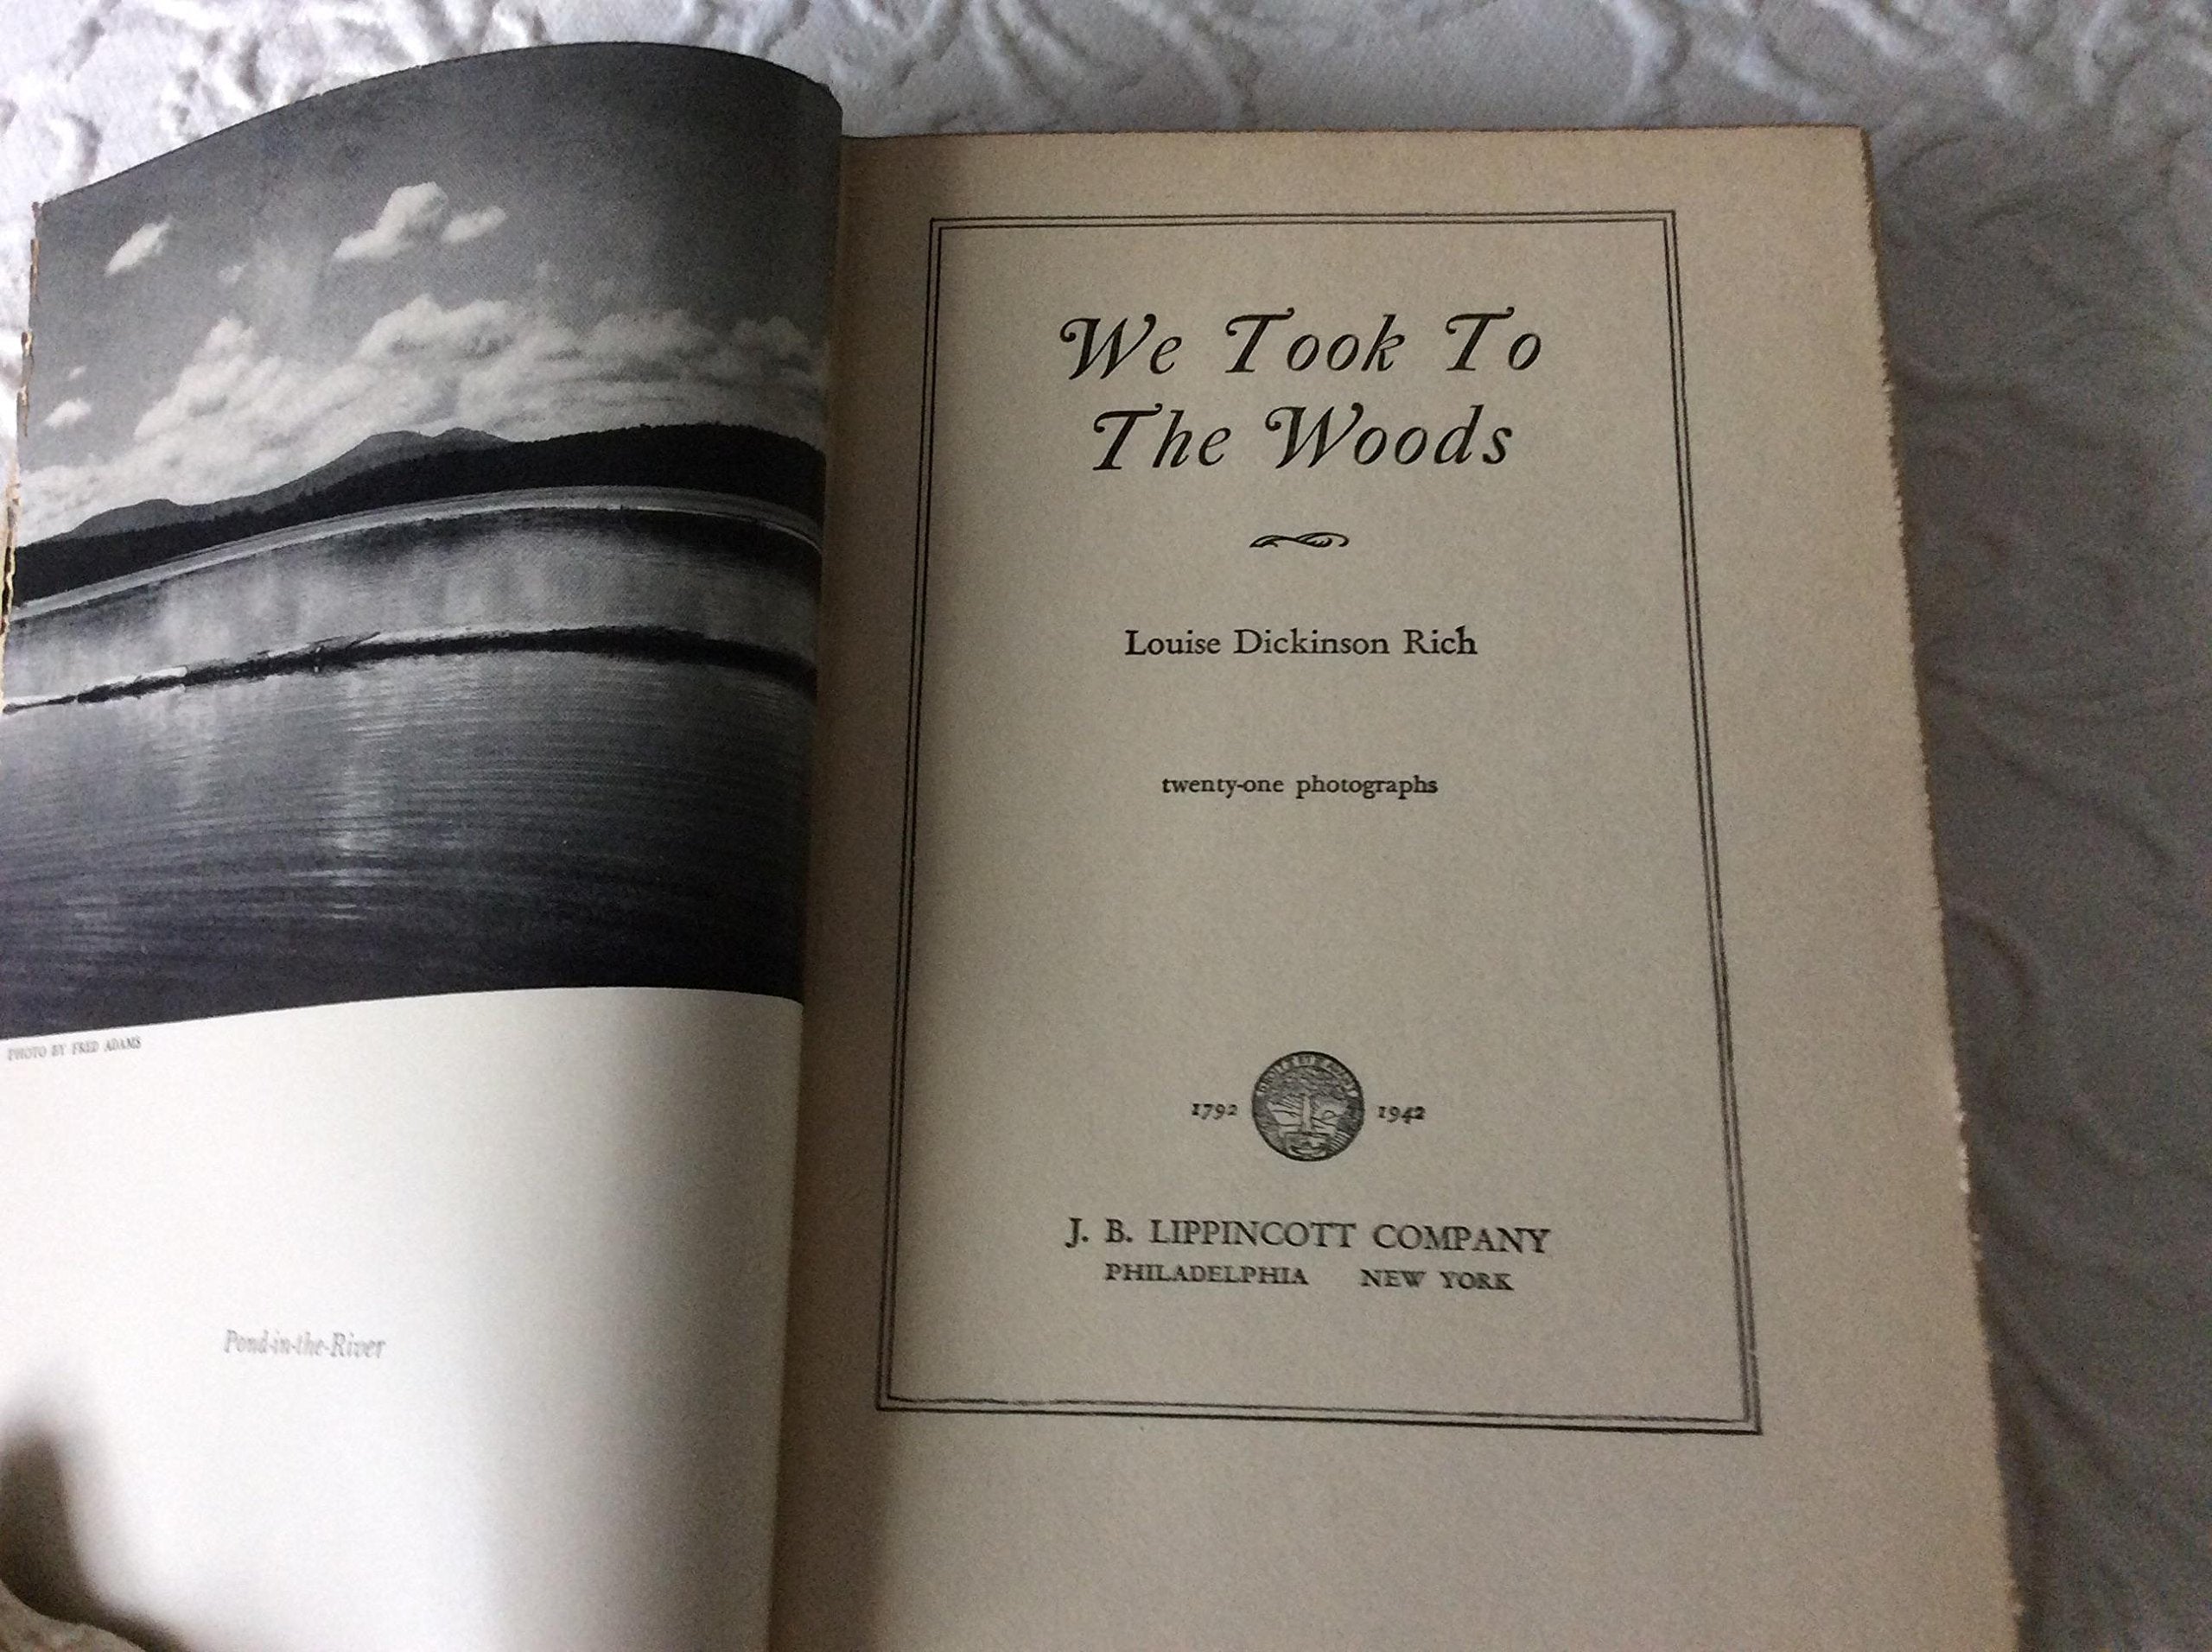 PHOTO BY FRED ADAMS
Pond-in-the-River
We Took To
The Woods
Louise Dickinson Rich
twenty-one photographs
1792 1942
J. B. LIPPINCOTT COMPANY
PHILADELPHIA NEW YORK